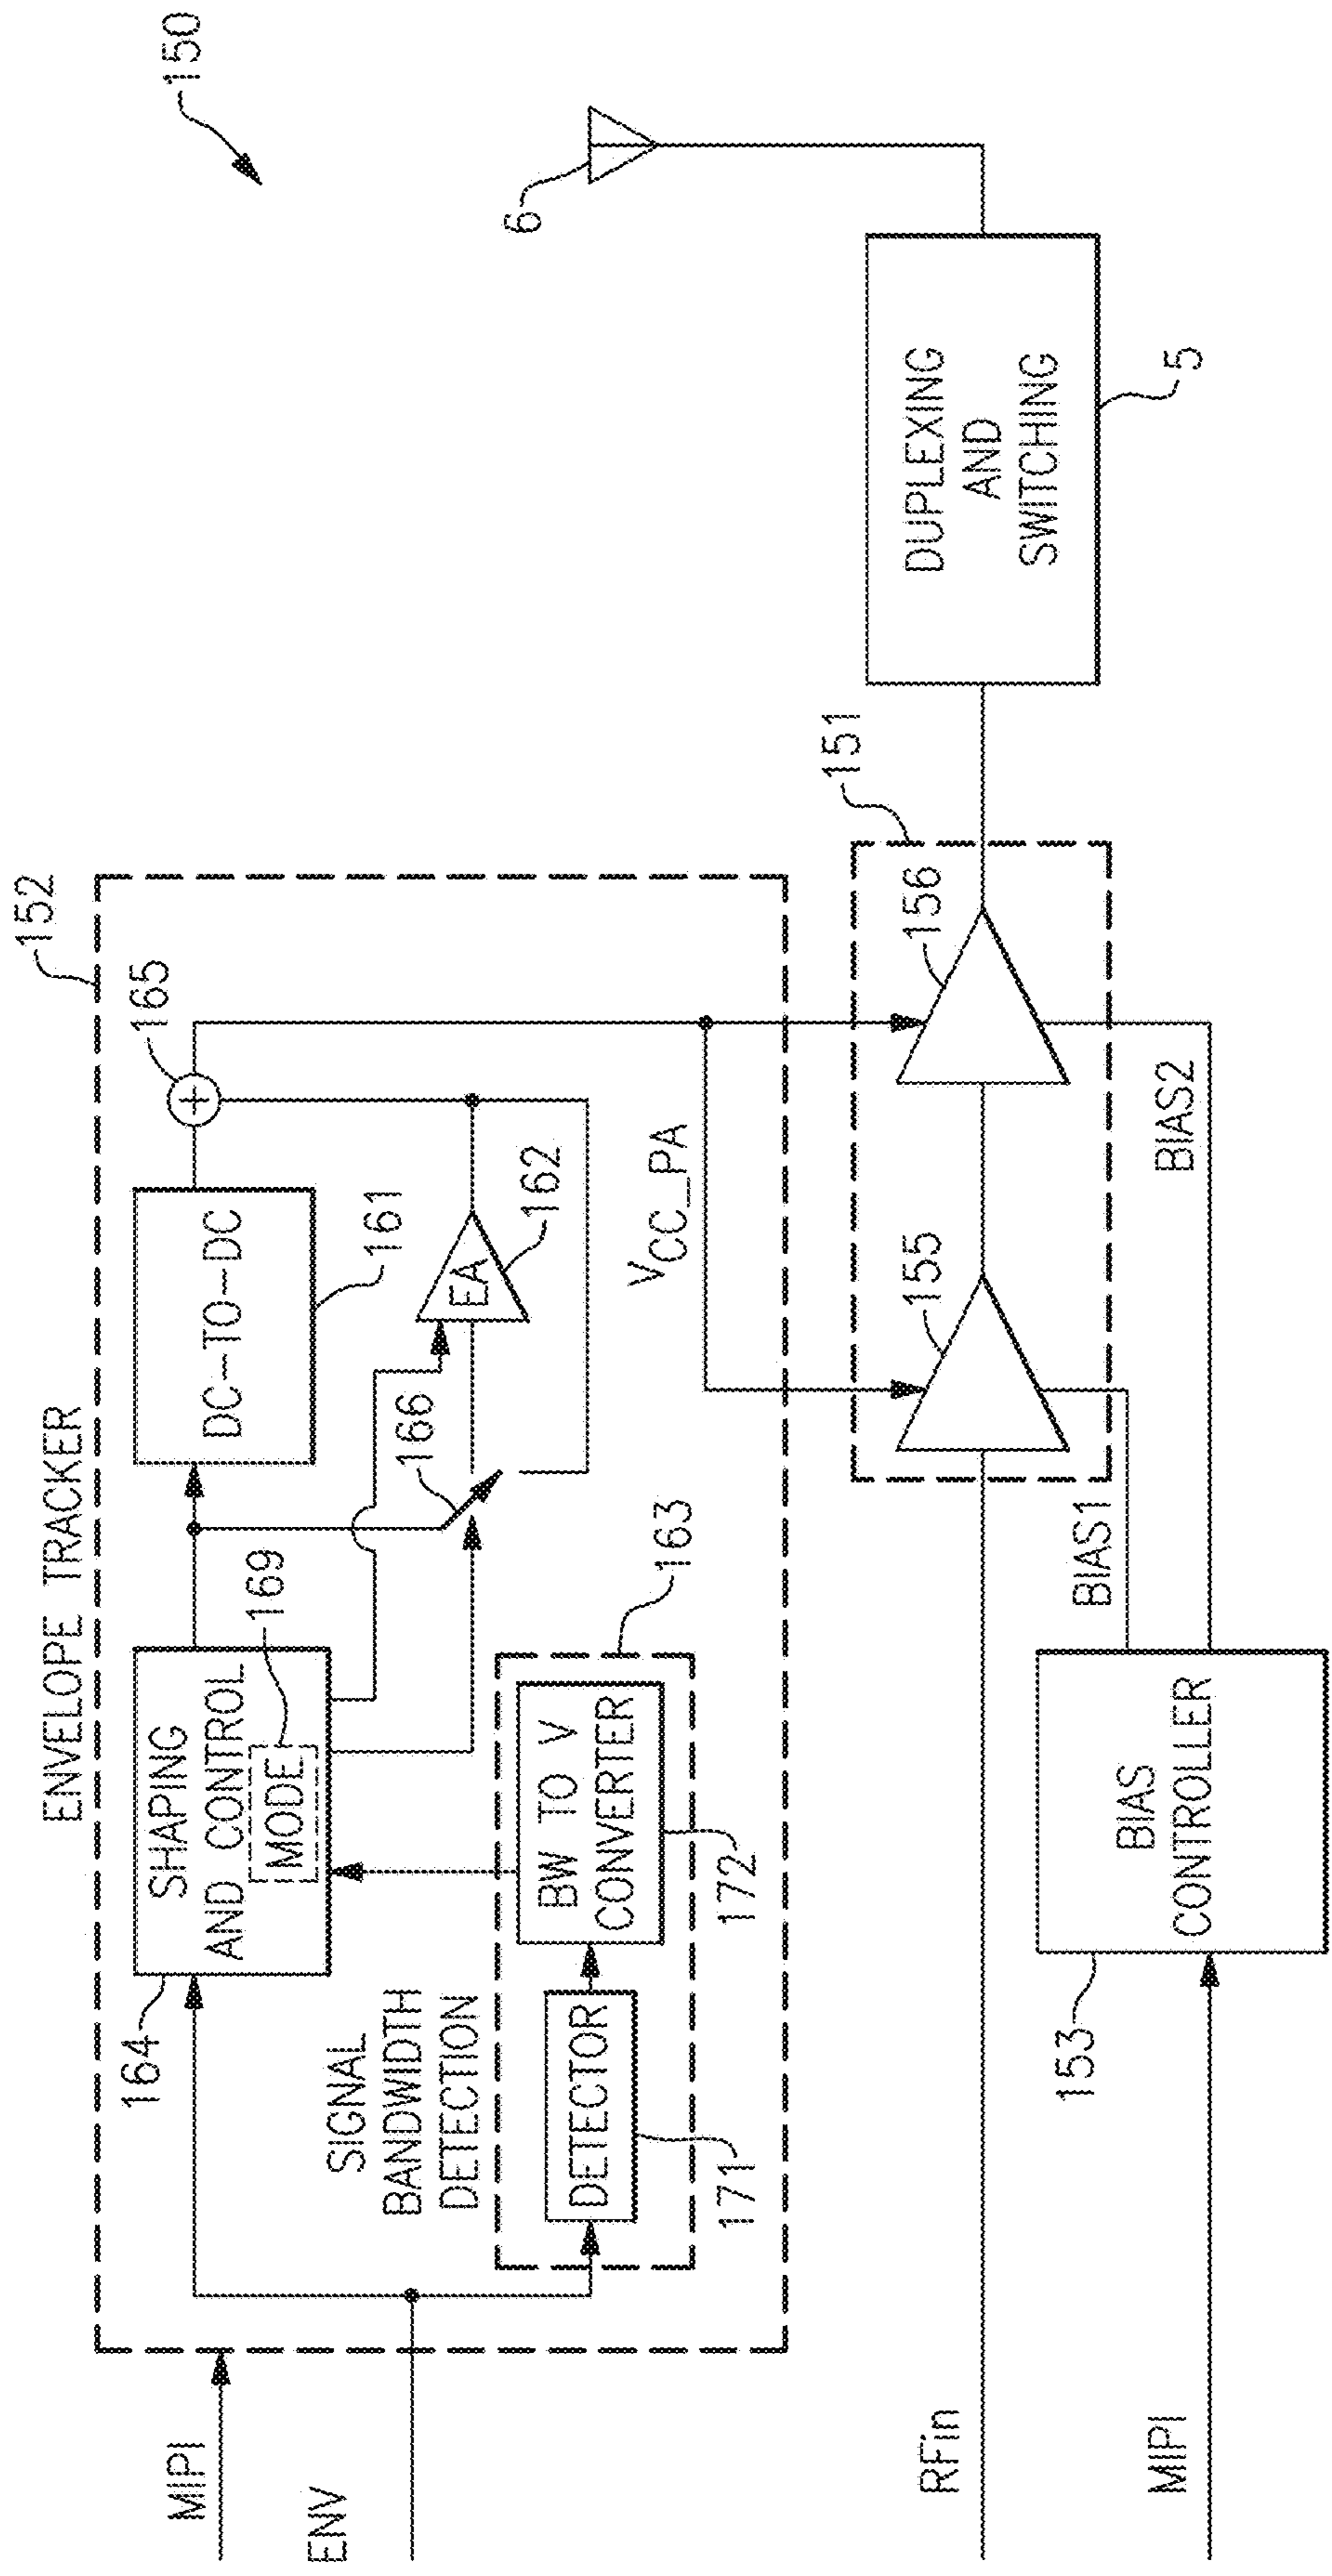 150
152
ENVELOPE TRACKER
MIPI
ENV
164
SHAPING
AND CONTROL
MODE
169
DC-TO-DC
161
165
166
EA
162
SIGNAL
BANDWIDTH
DETECTION
DETECTOR
171
BW TO V
CONVERTER
172
163
VCC_PA
6
151
RFin
155
156
DUPLEXING
AND
SWITCHING
5
BIAS1
BIAS2
MIPI
BIAS
CONTROLLER
153